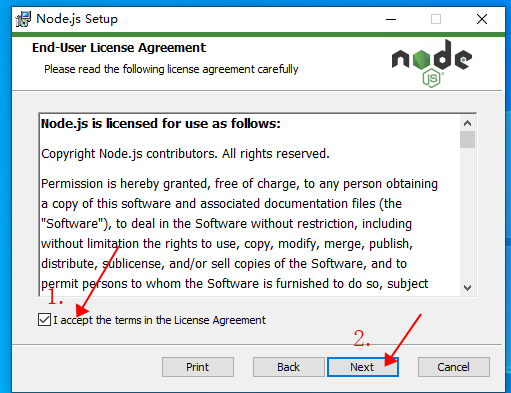 Node.js Setup
End-User License Agreement
Please read the following license agreement carefully
node
JS
Node.js is licensed for use as follows:
Copyright Node.js contributors. All rights reserved.
Permission is hereby granted, free of charge, to any person obtaining
a copy of this software and associated documentation files (the
"Software"), to deal in the Software without restriction, including
without limitation the rights to use, copy, modify, merge, publish,
distribute, sublicense, and/or sell copies of the Software, and to
permit persons to whom the Software is furnished to do so, subject
1.
I accept the terms in the License Agreement
2.
Print
Back
Next
Cancel